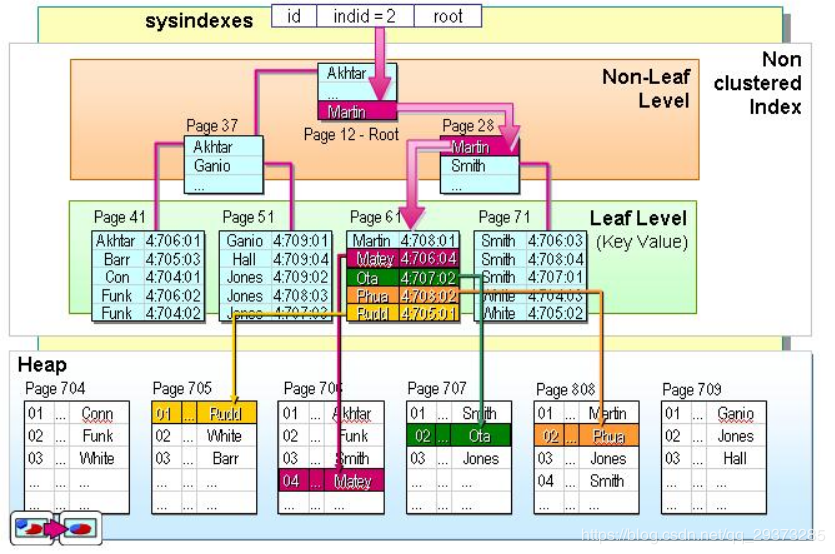 sysindexes
id indid = 2 root
Non clustered Index
Non-Leaf Level
Akhtar
...
Martin
Page 12 - Root
Page 37
Akhtar
Ganio
...
Page 28
Martin
Smith
...
Leaf Level
(Key Value)
Page 41
Akhtar 4:706:01
Barr 4:705:03
Con 4:704:01
Funk 4:706:02
Funk 4:704:02
Page 51
Ganio 4:709:01
Hall 4:709:04
Jones 4:709:02
Jones 4:708:03
Jones 4:707:03
Page 61
Martin 4:708:01
Matey 4:706:04
Ota 4:707:02
Phua 4:708:02
Rudd 4:705:01
Page 71
Smith 4:706:03
Smith 4:708:04
Smith 4:707:01
White 4:704:03
White 4:705:02
Heap
Page 704
01 ... Conn
02 ... Funk
03 ... White
... ... ...
... ... ...
Page 705
01 ... Rudd
02 ... White
03 ... Barr
... ... ...
... ... ...
Page 706
01 ... Akhtar
02 ... Funk
03 ... Smith
04 ... Matey
... ... ...
Page 707
01 ... Smith
02 ... Ota
03 ... Jones
... ... ...
... ... ...
Page 808
01 ... Martin
02 ... Phua
03 ... Jones
04 ... Smith
... ... ...
Page 709
01 ... Ganio
02 ... Jones
03 ... Hall
... ... ...
... ... ...
https://blog.csdn.net/qq_29373285